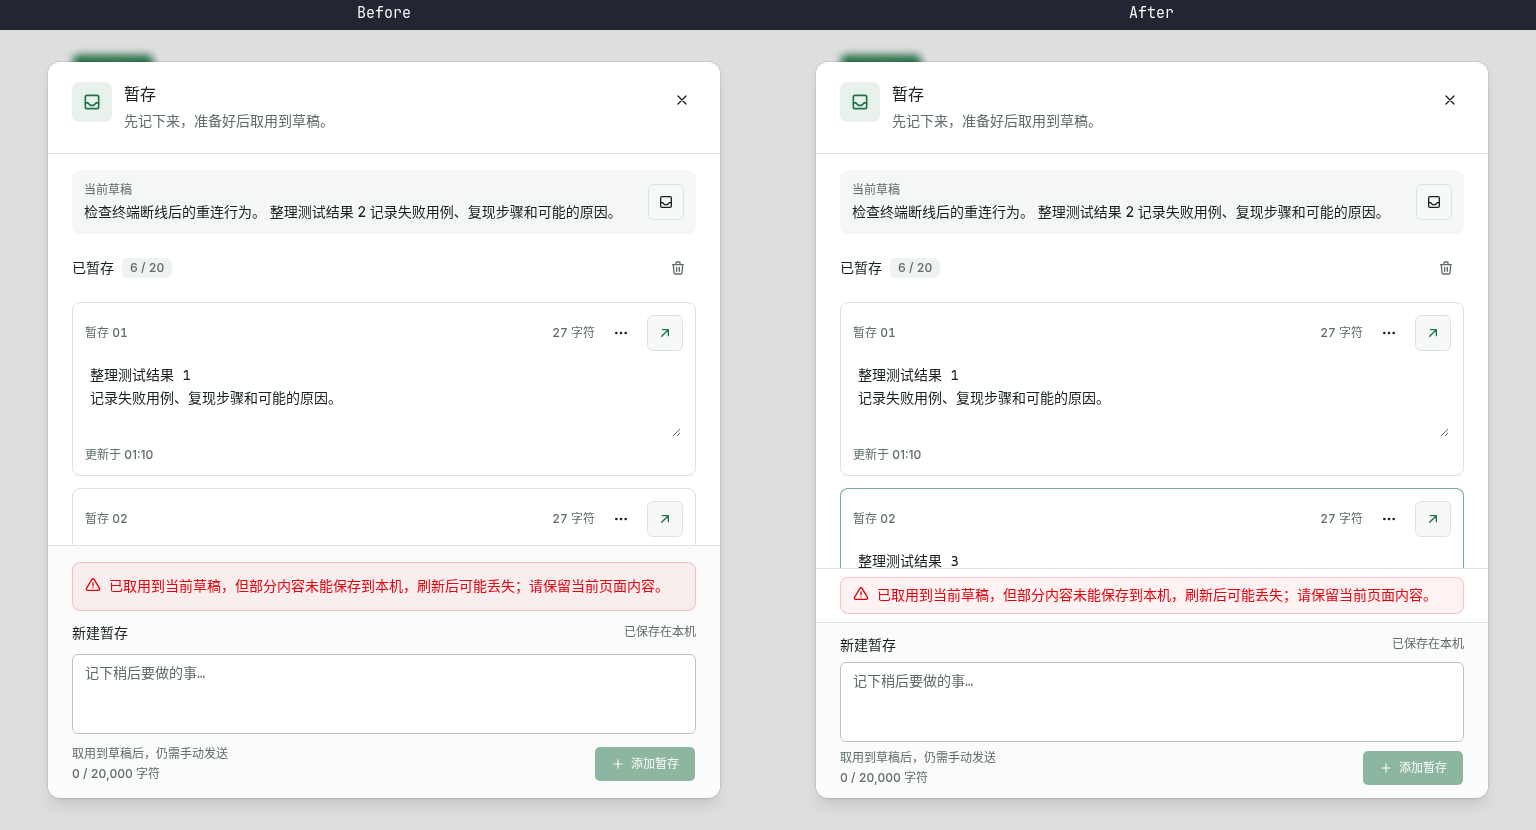 Before
暂存
先记下来，准备好后取用到草稿。
当前草稿
检查终端断线后的重连行为。 整理测试结果 2 记录失败用例、复现步骤和可能的原因。
已暂存 6 / 20
暂存 01 27 字符
整理测试结果 1
记录失败用例、复现步骤和可能的原因。
更新于 01:10
暂存 02 27 字符
已取用到当前草稿，但部分内容未能保存到本机，刷新后可能丢失；请保留当前页面内容。
新建暂存 已保存在本机
记下稍后要做的事…
取用到草稿后，仍需手动发送
0 / 20,000 字符
添加暂存
After
暂存
先记下来，准备好后取用到草稿。
当前草稿
检查终端断线后的重连行为。 整理测试结果 2 记录失败用例、复现步骤和可能的原因。
已暂存 6 / 20
暂存 01 27 字符
整理测试结果 1
记录失败用例、复现步骤和可能的原因。
更新于 01:10
暂存 02 27 字符
整理测试结果 3
已取用到当前草稿，但部分内容未能保存到本机，刷新后可能丢失；请保留当前页面内容。
新建暂存 已保存在本机
记下稍后要做的事…
取用到草稿后，仍需手动发送
0 / 20,000 字符
添加暂存